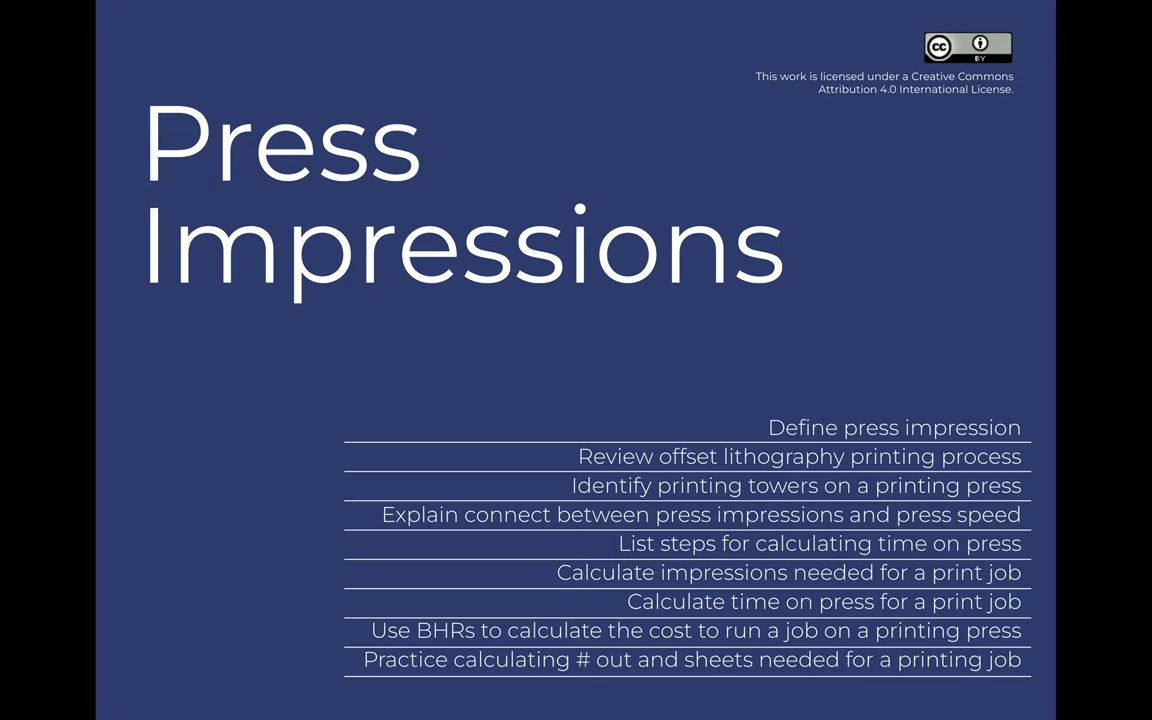 cc
BY
This work is licensed under a Creative Commons
Attribution 4.0 International License.
Press
Impressions
Define press impression
Review offset lithography printing process
Identify printing towers on a printing press
Explain connect between press impressions and press speed
List steps for calculating time on press
Calculate impressions needed for a print job
Calculate time on press for a print job
Use BHRs to calculate the cost to run a job on a printing press
Practice calculating # out and sheets needed for a printing job